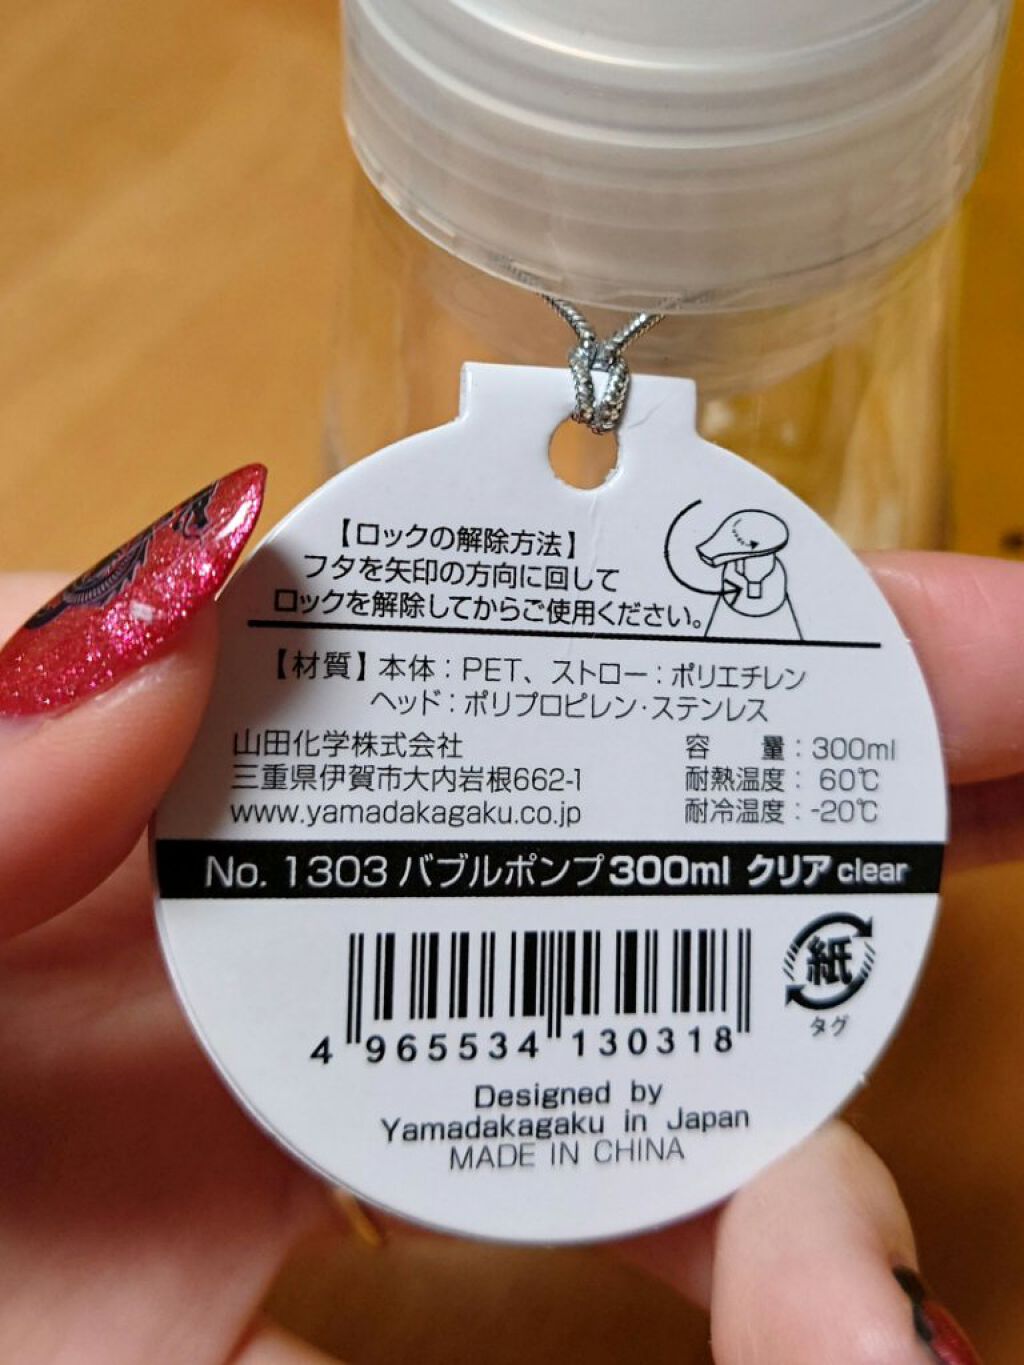 【ロックの解除方法】
フタを矢印の方向に回して
ロックを解除してからご使用ください。
【材質】本体：PET、ストロー：ポリエチレン
ヘッド：ポリプロピレン・ステンレス
山田化学株式会社
三重県伊賀市大内岩根662-1
www.yamadakagaku.co.jp
容　量：300ml
耐熱温度：60℃
耐冷温度：-20℃
No. 1303 バブルポンプ300ml クリア clear
紙
タグ
4 965534 130318
Designed by
Yamadakagaku in Japan
MADE IN CHINA